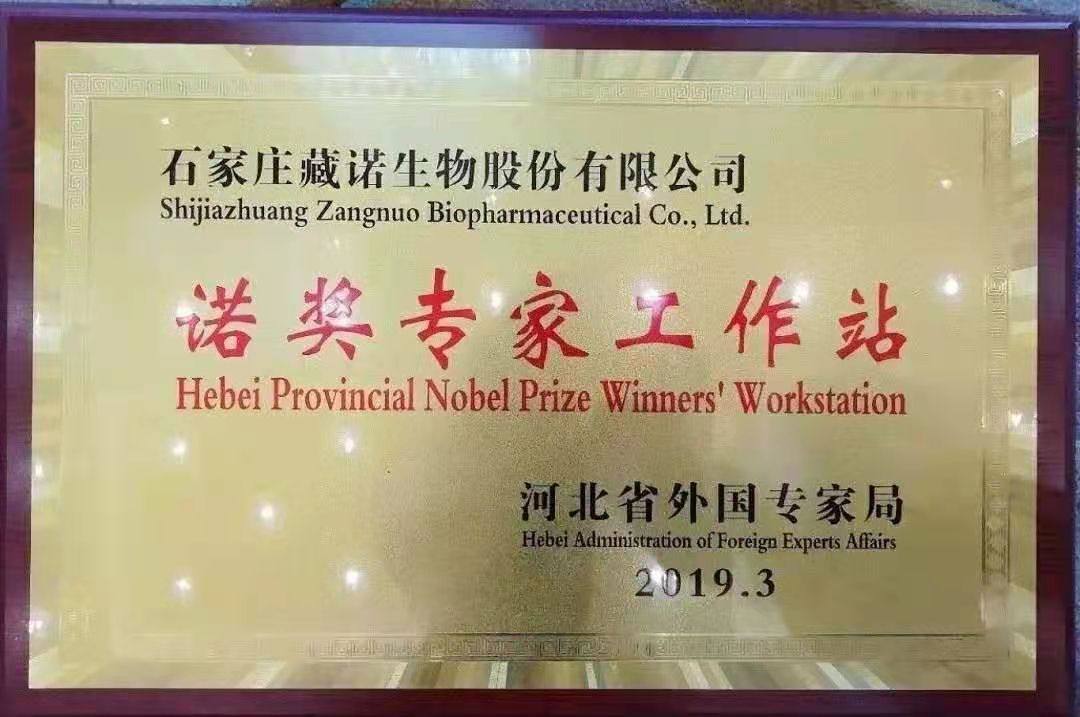 石家庄藏诺生物股份有限公司
Shijiazhuang Zangnuo Biopharmaceutical Co., Ltd.
诺奖专家工作站
Hebei Provincial Nobel Prize Winners' Workstation
河北省外国专家局
Hebei Administration of Foreign Experts Affairs
2019.3